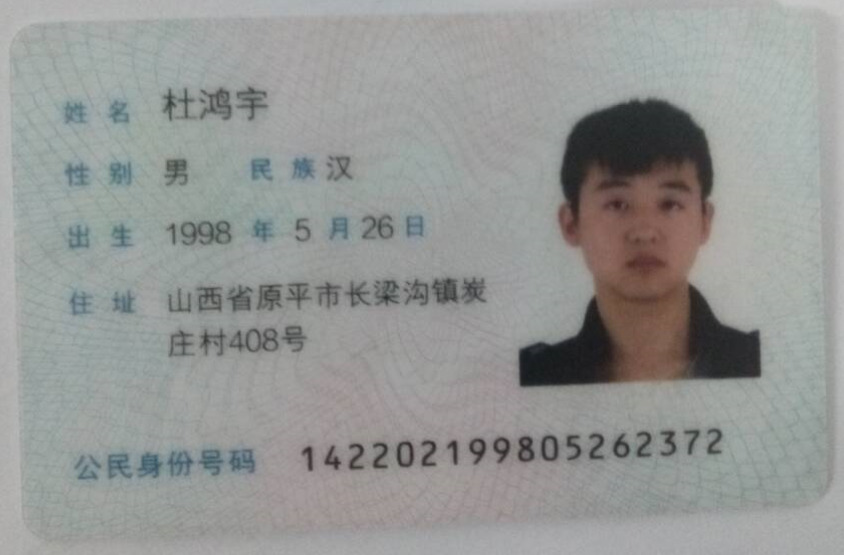 姓名 杜鸿宇
性别 男 民族 汉
出生 1998 年 5 月 26 日
住址 山西省原平市长梁沟镇炭
庄村408号
公民身份号码 142202199805262372